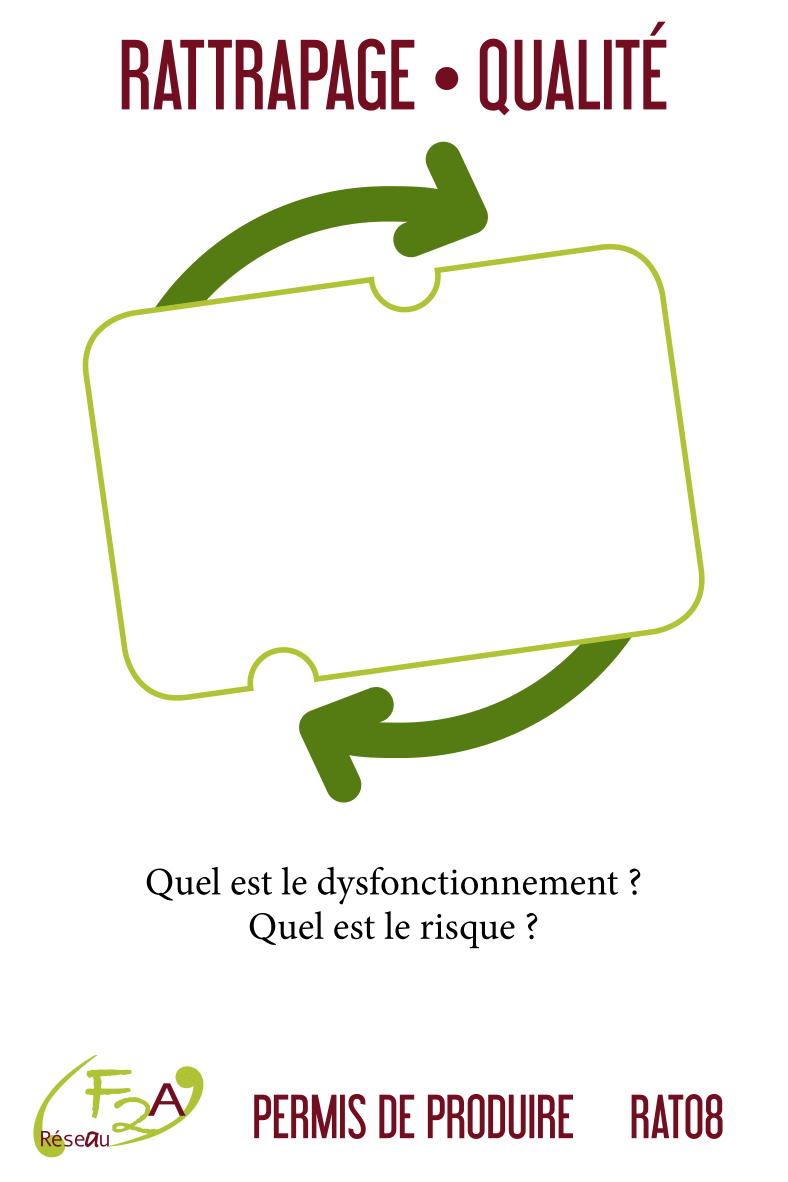 RATTRAPAGE • QUALITÉ
Quel est le dysfonctionnement ?
Quel est le risque ?
F2A
Réseau
PERMIS DE PRODUIRE RAT08